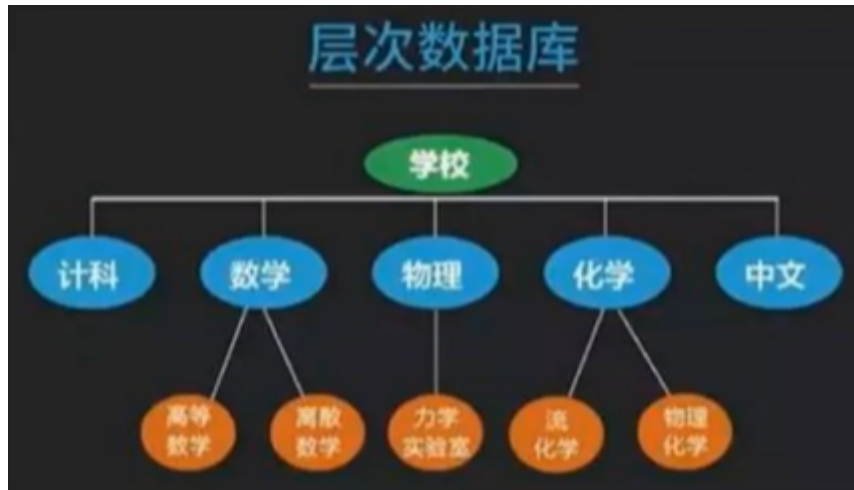 层次数据库
学校
计科
数学
物理
化学
中文
高等
数学
离散
数学
力学
实验室
流
化学
物理
化学